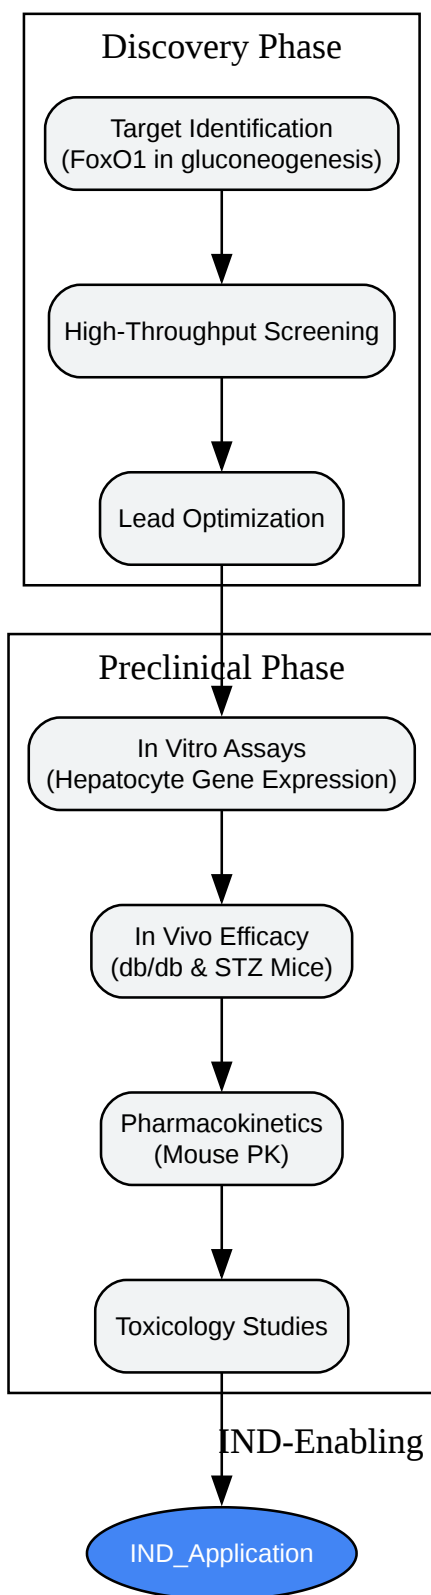 Discovery Phase
Target Identification
(FoxO1 in gluconeogenesis)
High-Throughput Screening
Lead Optimization
Preclinical Phase
In Vitro Assays
(Hepatocyte Gene Expression)
In Vivo Efficacy
(db/db & STZ Mice)
Pharmacokinetics
(Mouse PK)
Toxicology Studies
IND-Enabling
IND_Application